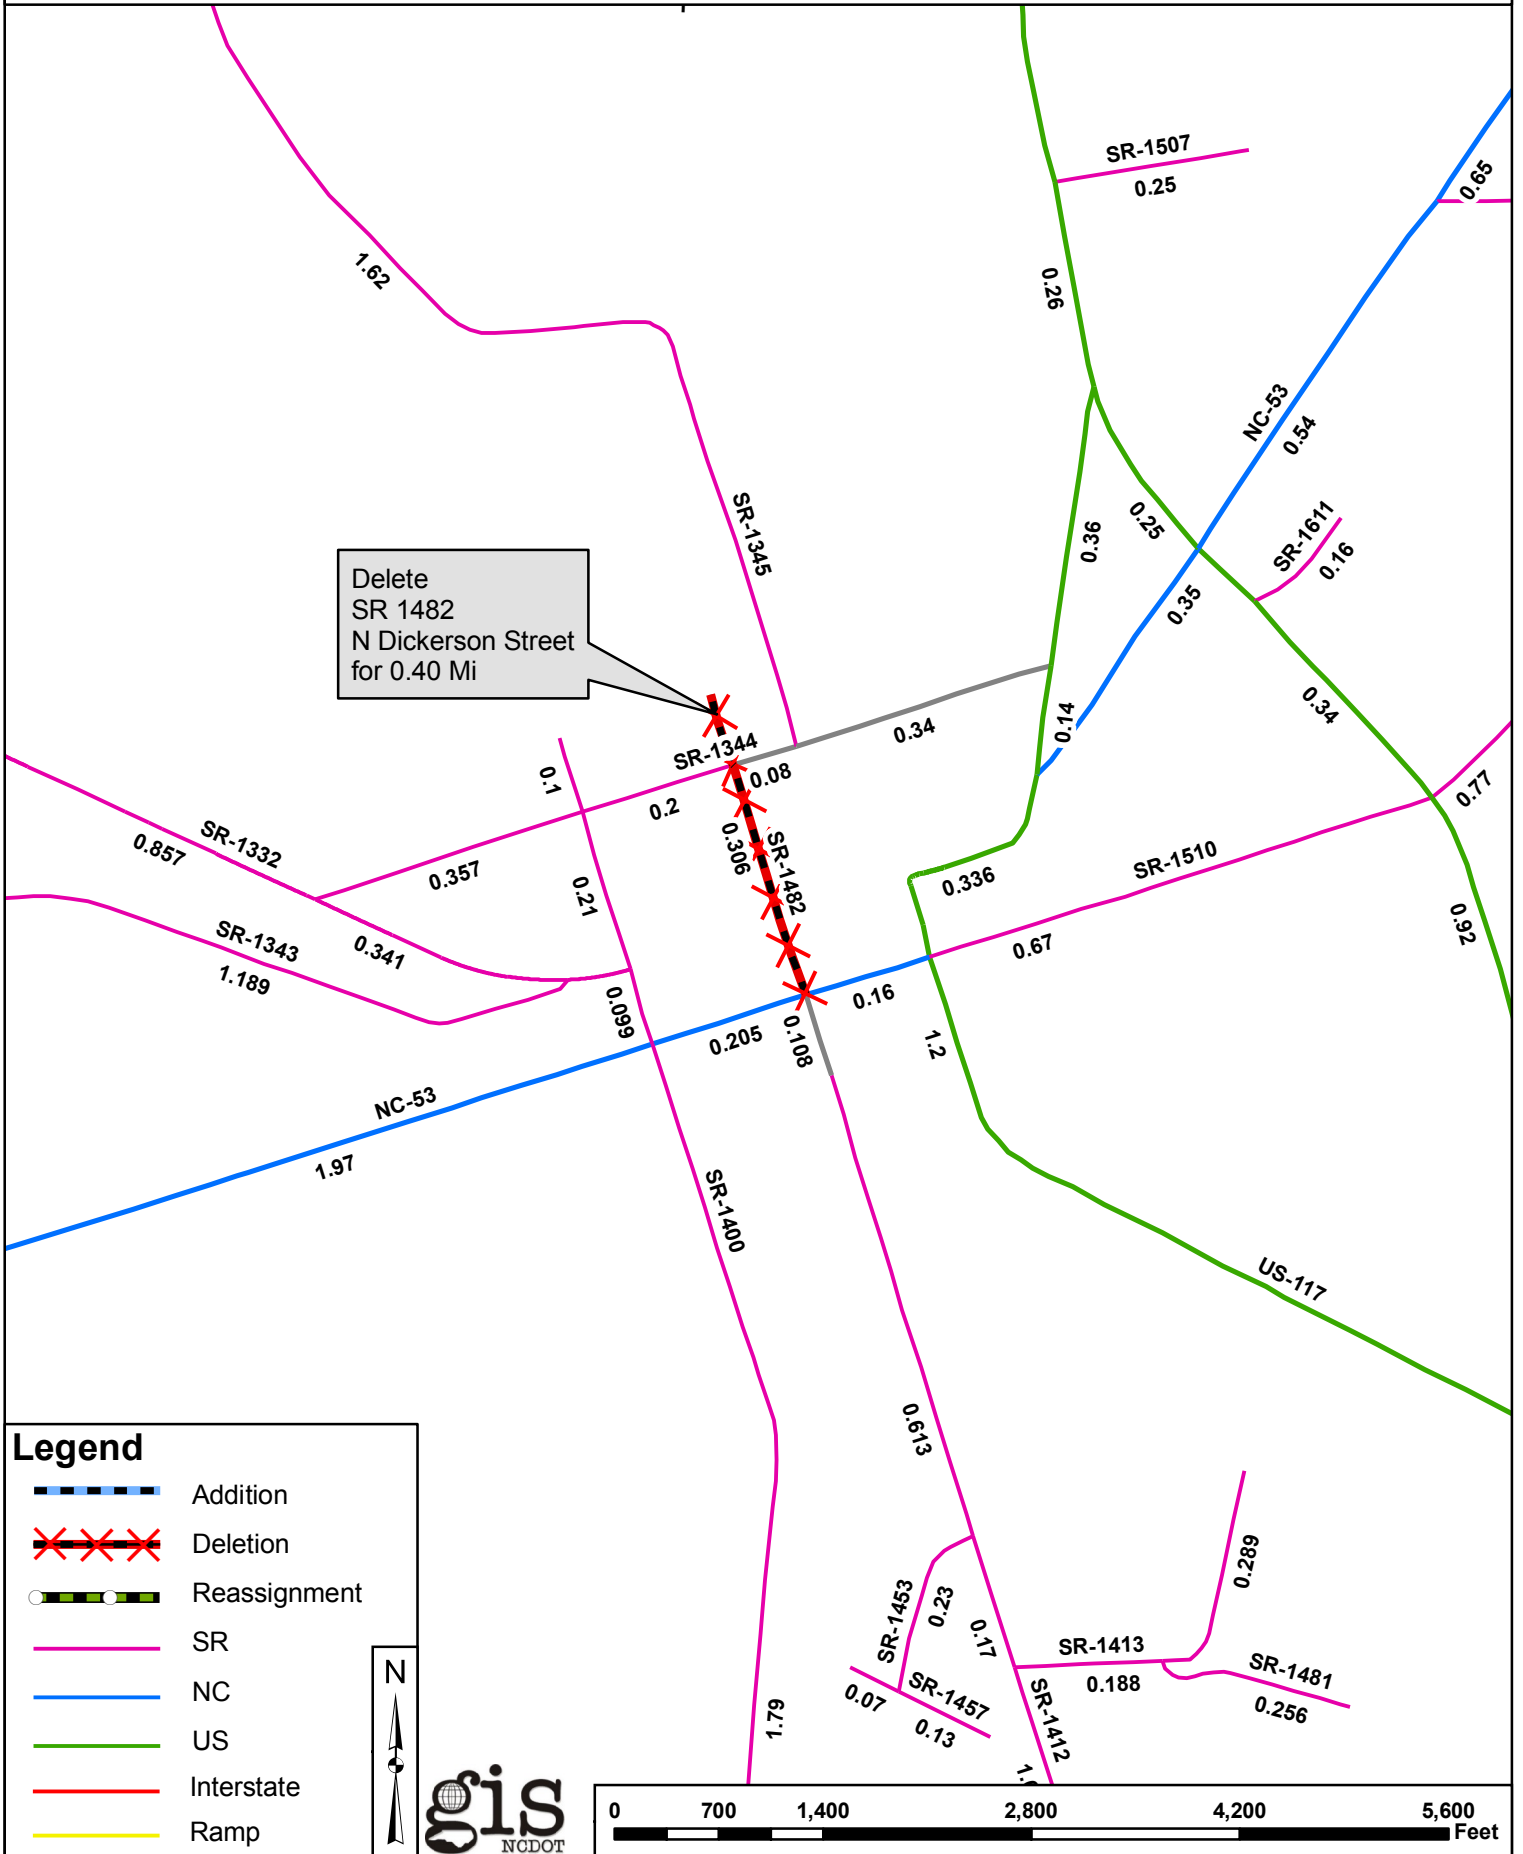 SR-1507
0.25
0.65
1.62
0.26
NC-53
0.54
SR-1345
0.36
0.25
SR-1611
0.16
Delete
SR 1482
N Dickerson Street
for 0.40 Mi
0.35
0.34
0.14
0.34
SR-1344
0.08
0.1
0.2
0.77
SR-1332
0.857
0.306
SR-1482
SR-1510
0.357
0.336
0.21
0.92
SR-1343
0.341
0.67
1.189
0.099
0.16
0.205
0.108
1.2
NC-53
1.97
SR-1400
US-117
0.613
0.289
SR-1453
0.23
0.17
SR-1413
0.188
SR-1481
0.256
SR-1457
0.07
0.13
SR-1412
1.79
Legend
Addition
Deletion
Reassignment
SR
NC
US
Interstate
Ramp
N
gis
NCDOT
0 700 1,400 2,800 4,200 5,600
Feet